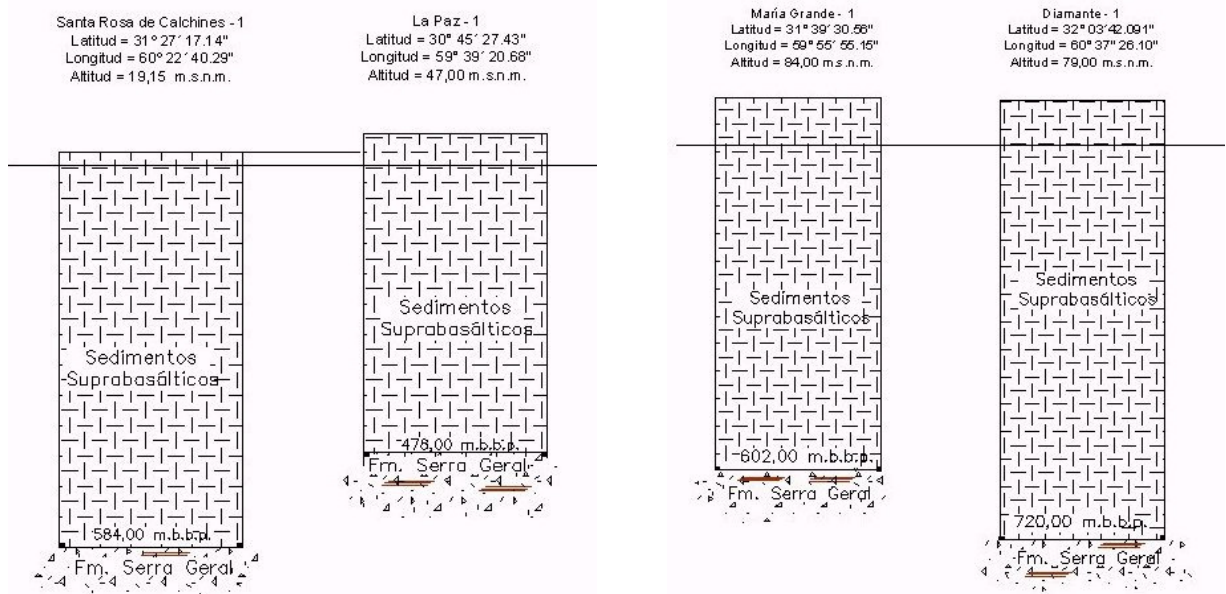 Santa Rosa de Calchines - 1
Latitud = 31° 27´ 17.14"
Longitud = 60° 22´ 40.29"
Altitud = 19,15 m.s.n.m.
Sedimentos
Suprabasálticos
584,00 m.b.b.p.
Fm. Serra Geral
La Paz - 1
Latitud = 30° 45´ 27.43"
Longitud = 59° 39´ 20.68"
Altitud = 47,00 m.s.n.m.
Sedimentos
Suprabasálticos
478,00 m.b.b.p.
Fm. Serra Geral
María Grande - 1
Latitud = 31° 39´ 30.56"
Longitud = 59° 55´ 55.15"
Altitud = 84,00 m.s.n.m.
Sedimentos
Suprabasálticos
602,00 m.b.b.p.
Fm. Serra Geral
Diamante - 1
Latitud = 32° 03´ 42.091"
Longitud = 60° 37" 26.10"
Altitud = 79,00 m.s.n.m.
Sedimentos
Suprabasálticos
720,00 m.b.b.p.
Fm. Serra Geral